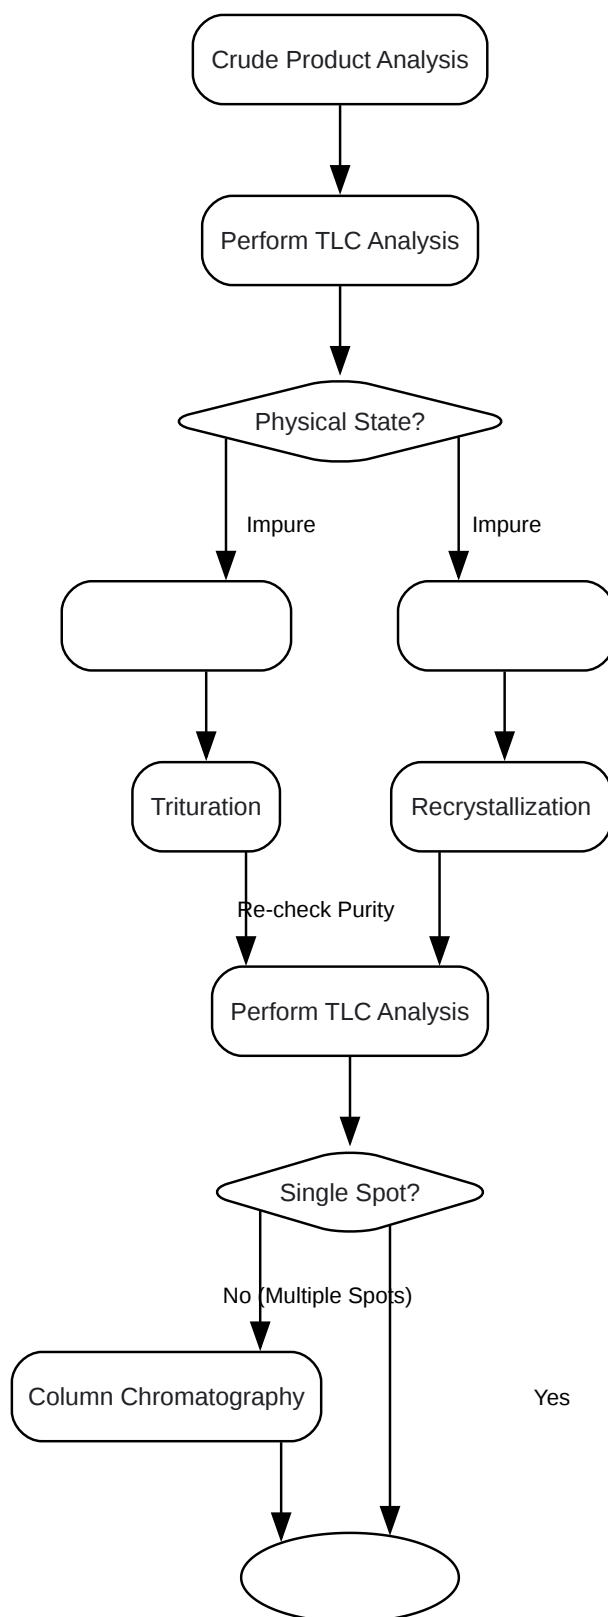 Crude Product Analysis
Perform TLC Analysis
Physical State?
Impure
Impure
Trituration
Recrystallization
Re-check Purity
Perform TLC Analysis
Single Spot?
No (Multiple Spots)
Column Chromatography
Yes